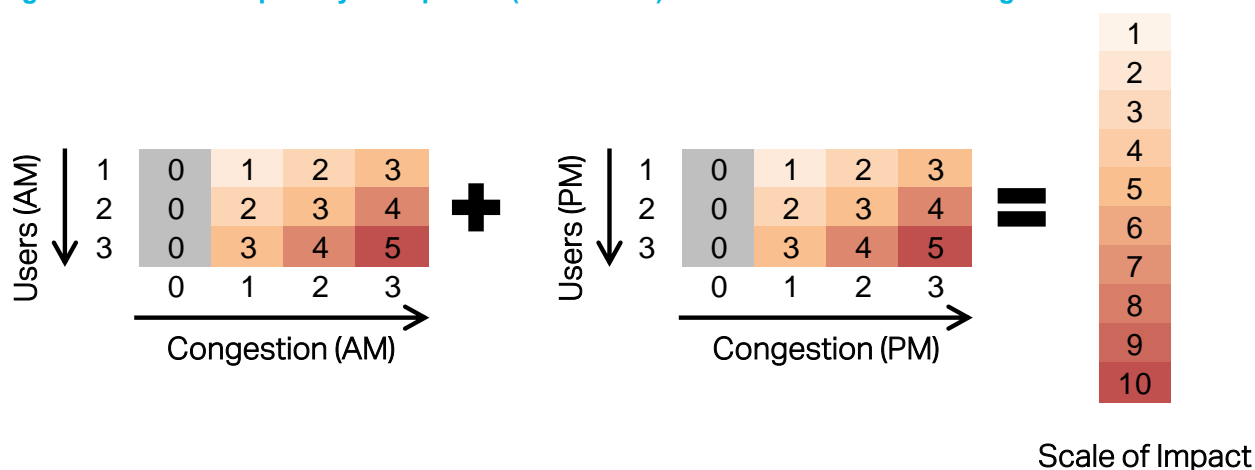 Users (AM)
1 0 1 2 3
2 0 2 3 4
3 0 3 4 5
0 1 2 3
Congestion (AM)
+
Users (PM)
1 0 1 2 3
2 0 2 3 4
3 0 3 4 5
0 1 2 3
Congestion (PM)
=
1
2
3
4
5
6
7
8
9
10
Scale of Impact